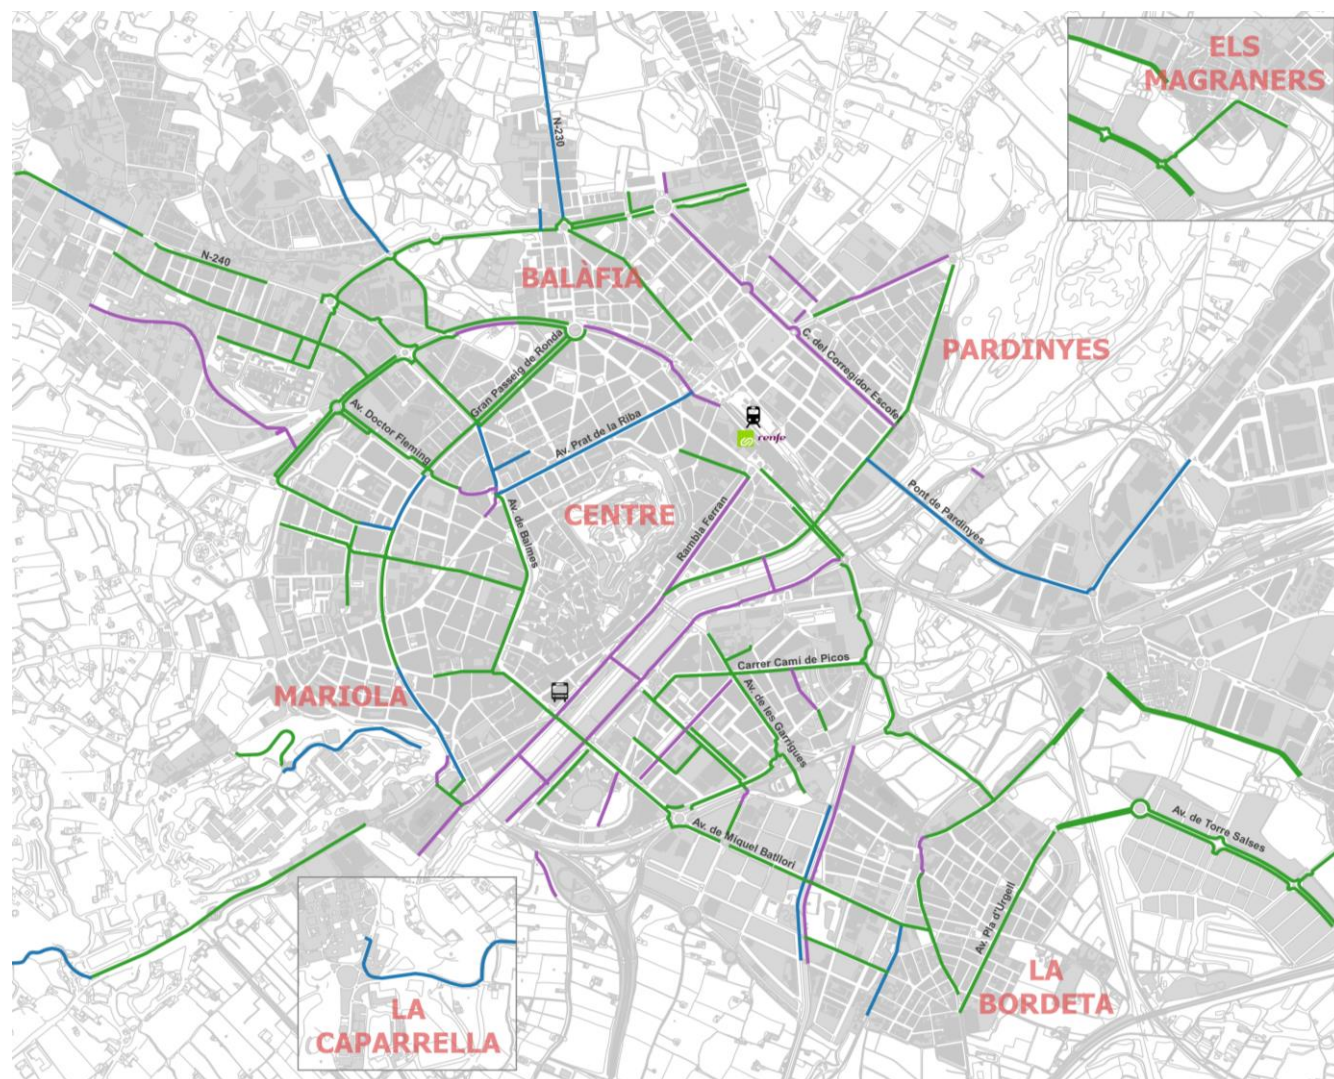 ELS
MAGRANERS
N-230
N-240
BALÀFIA
PARDINYES
C. del Corregidor Escofet
Gran Passeig de Ronda
Av. Doctor Fleming
Av. Prat de la Riba
renfe
CENTRE
Av. de Balmes
Rambla Ferran
Pont de Pardinyes
MARIOLA
Carrer Camí de Picos
Av. de les Garrigues
Av. de Miquel Batllori
Av. de Torre Salses
Av. Pla d'Urgell
LA
BORDETA
LA
CAPARRELLA